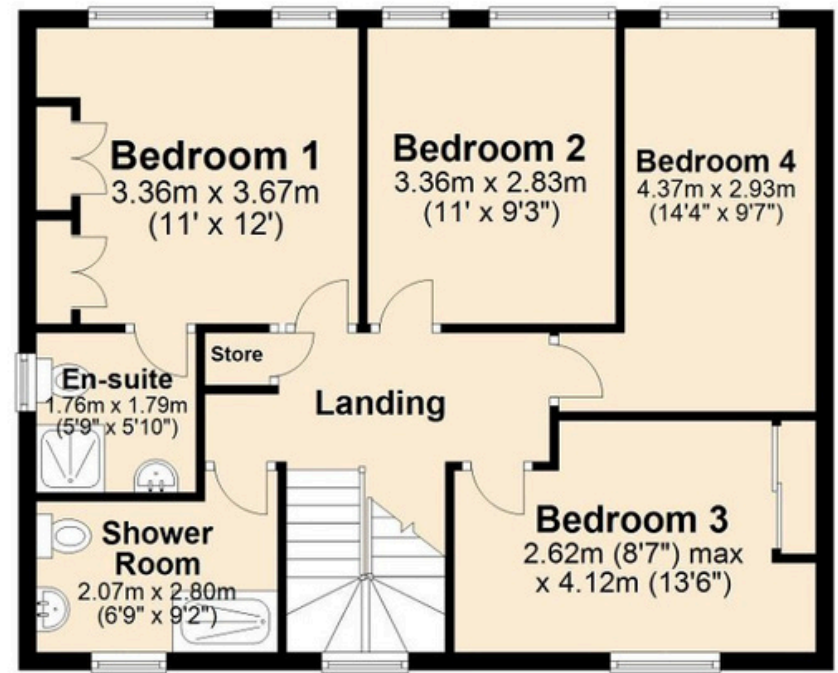 Bedroom 1
3.36m x 3.67m
(11' x 12')
Bedroom 2
3.36m x 2.83m
(11' x 9'3")
Bedroom 4
4.37m x 2.93m
(14'4" x 9'7")
Store
En-suite
1.76m x 1.79m
(5'9" x 5'10")
Landing
Shower
Room
2.07m x 2.80m
(6'9" x 9'2")
Bedroom 3
2.62m (8'7") max
x 4.12m (13'6")